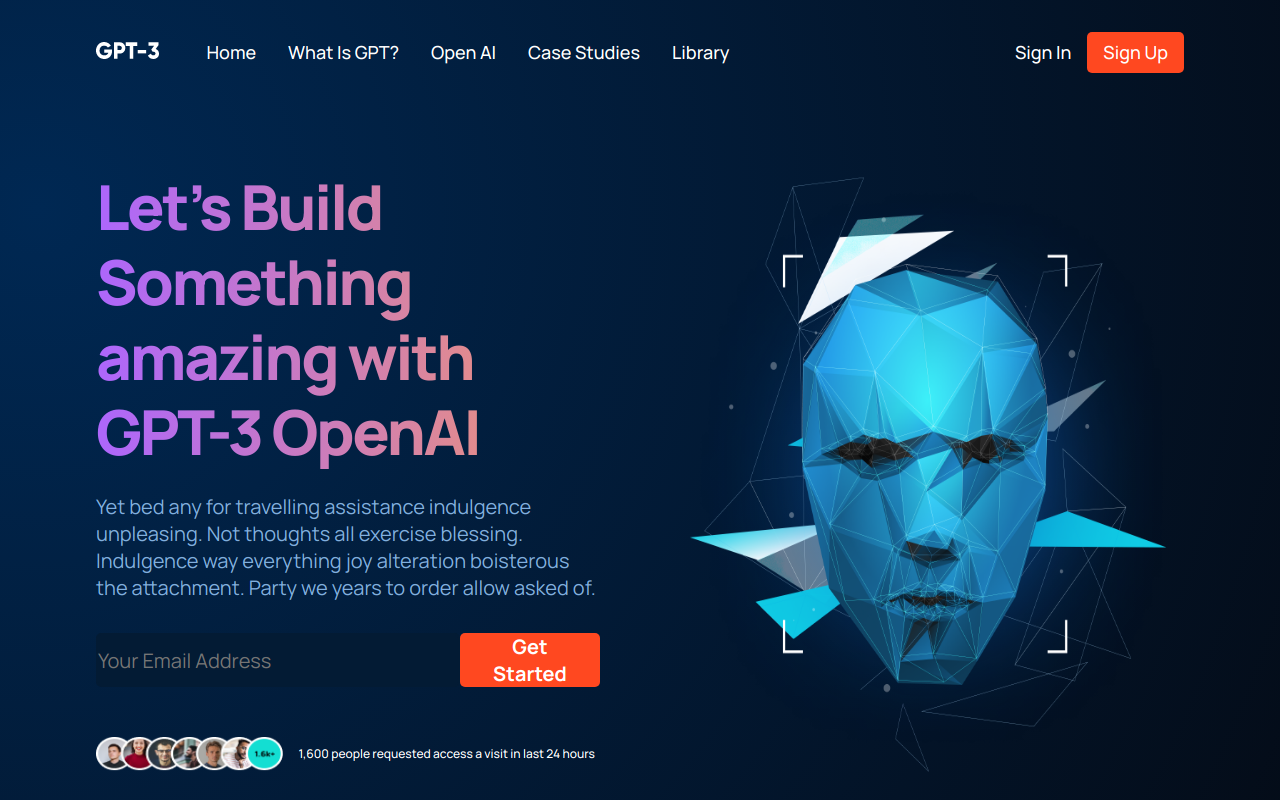 GPT-3
Home
What Is GPT?
Open AI
Case Studies
Library
Sign In
Sign Up
Let’s Build
Something
amazing with
GPT-3 OpenAI
Yet bed any for travelling assistance indulgence
unpleasing. Not thoughts all exercise blessing.
Indulgence way everything joy alteration boisterous
the attachment. Party we years to order allow asked of.
Your Email Address
Get
Started
1.6k+
1,600 people requested access a visit in last 24 hours